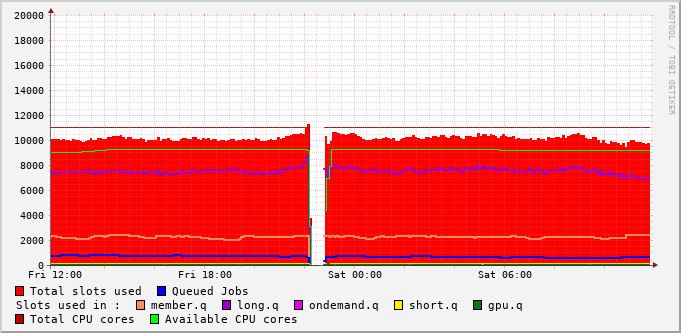 RRDTOOL / TOBI OETIKER
20000
18000
16000
14000
12000
10000
8000
6000
4000
2000
0
Fri 12:00 Fri 18:00 Sat 00:00 Sat 06:00
Total slots used Queued Jobs
Slots used in : member.q long.q ondemand.q short.q gpu.q
Total CPU cores Available CPU cores